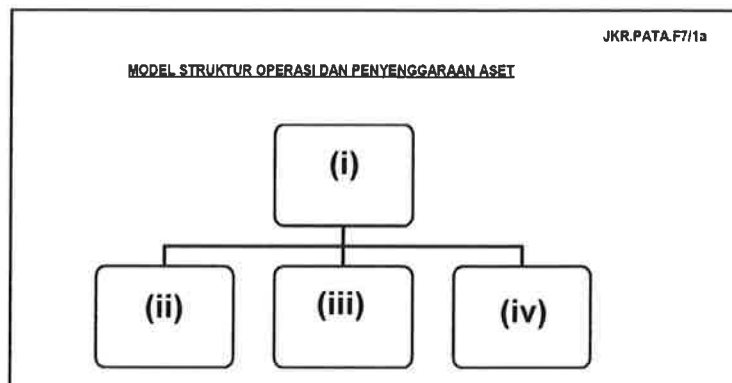 JKR.PATA.F7/1a
MODEL STRUKTUR OPERASI DAN PENYENGGARAAN ASET
(i)
(ii)
(iii)
(iv)